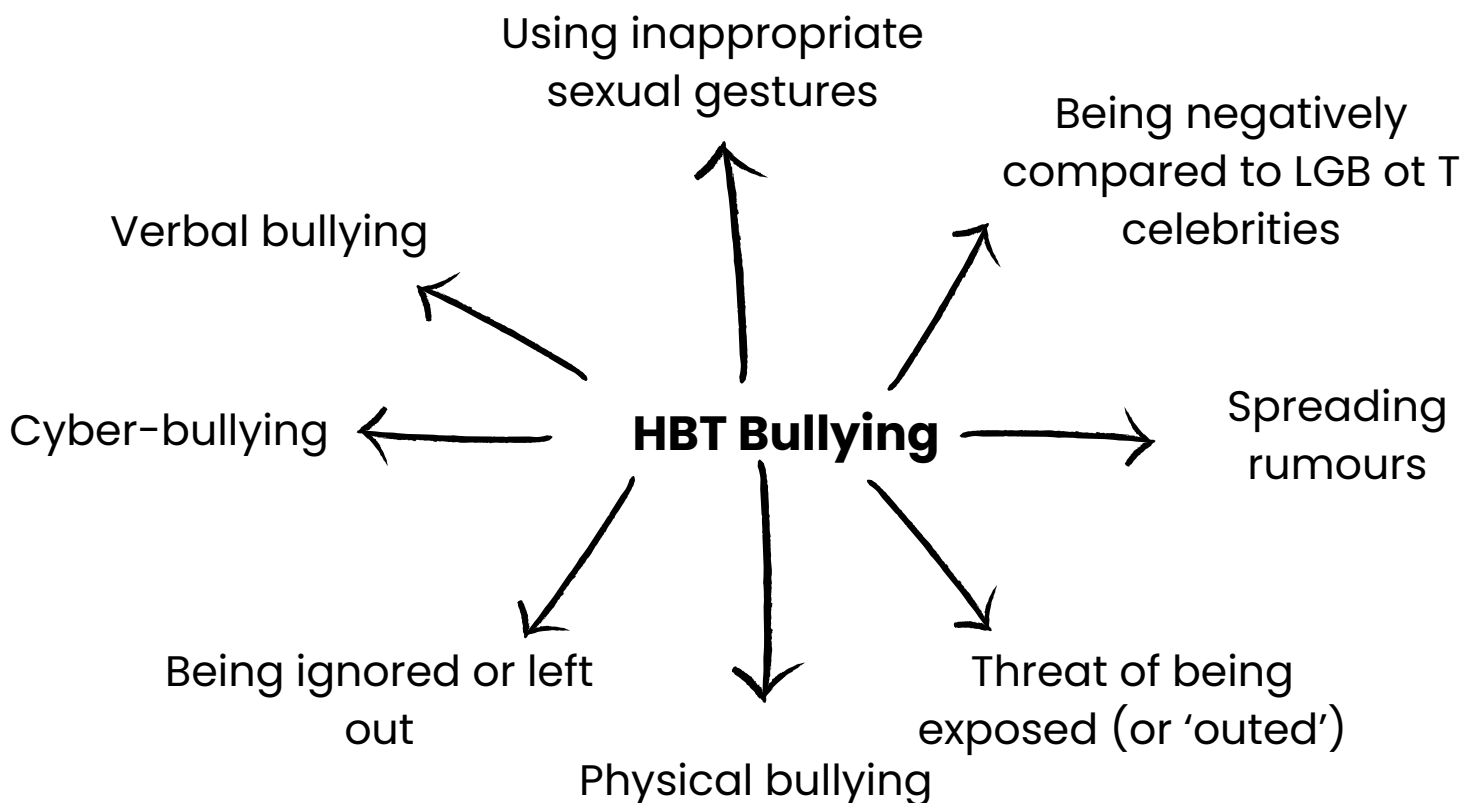 Using inappropriate
sexual gestures
Being negatively
compared to LGB ot T
celebrities
Verbal bullying
Cyber-bullying
HBT Bullying
Spreading
rumours
Being ignored or left
out
Threat of being
exposed (or ‘outed’)
Physical bullying